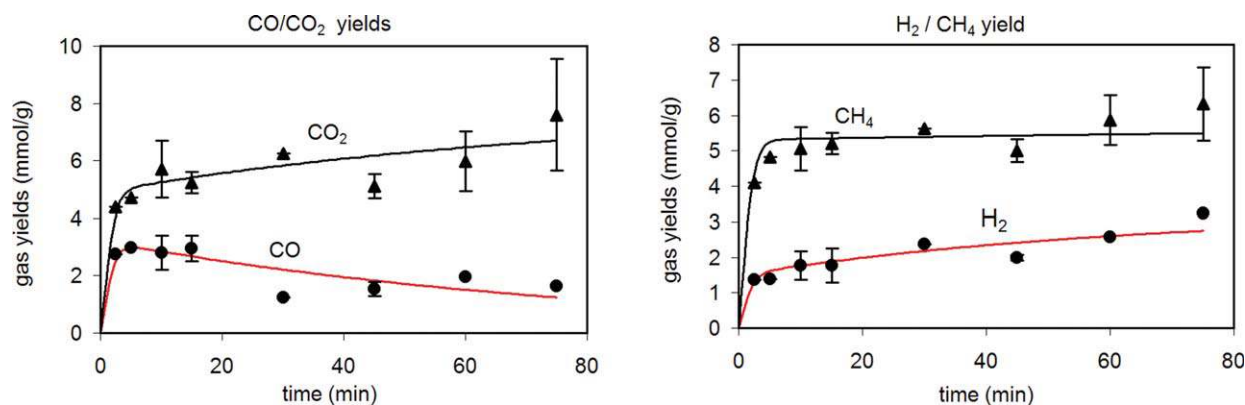 CO/CO₂ yields
gas yields (mmol/g)
10
8
6
4
2
0
CO₂
CO
0 20 40 60 80
time (min)
H₂ / CH₄ yield
gas yields (mmol/g)
8
7
6
5
4
3
2
1
0
CH₄
H₂
0 20 40 60 80
time (min)